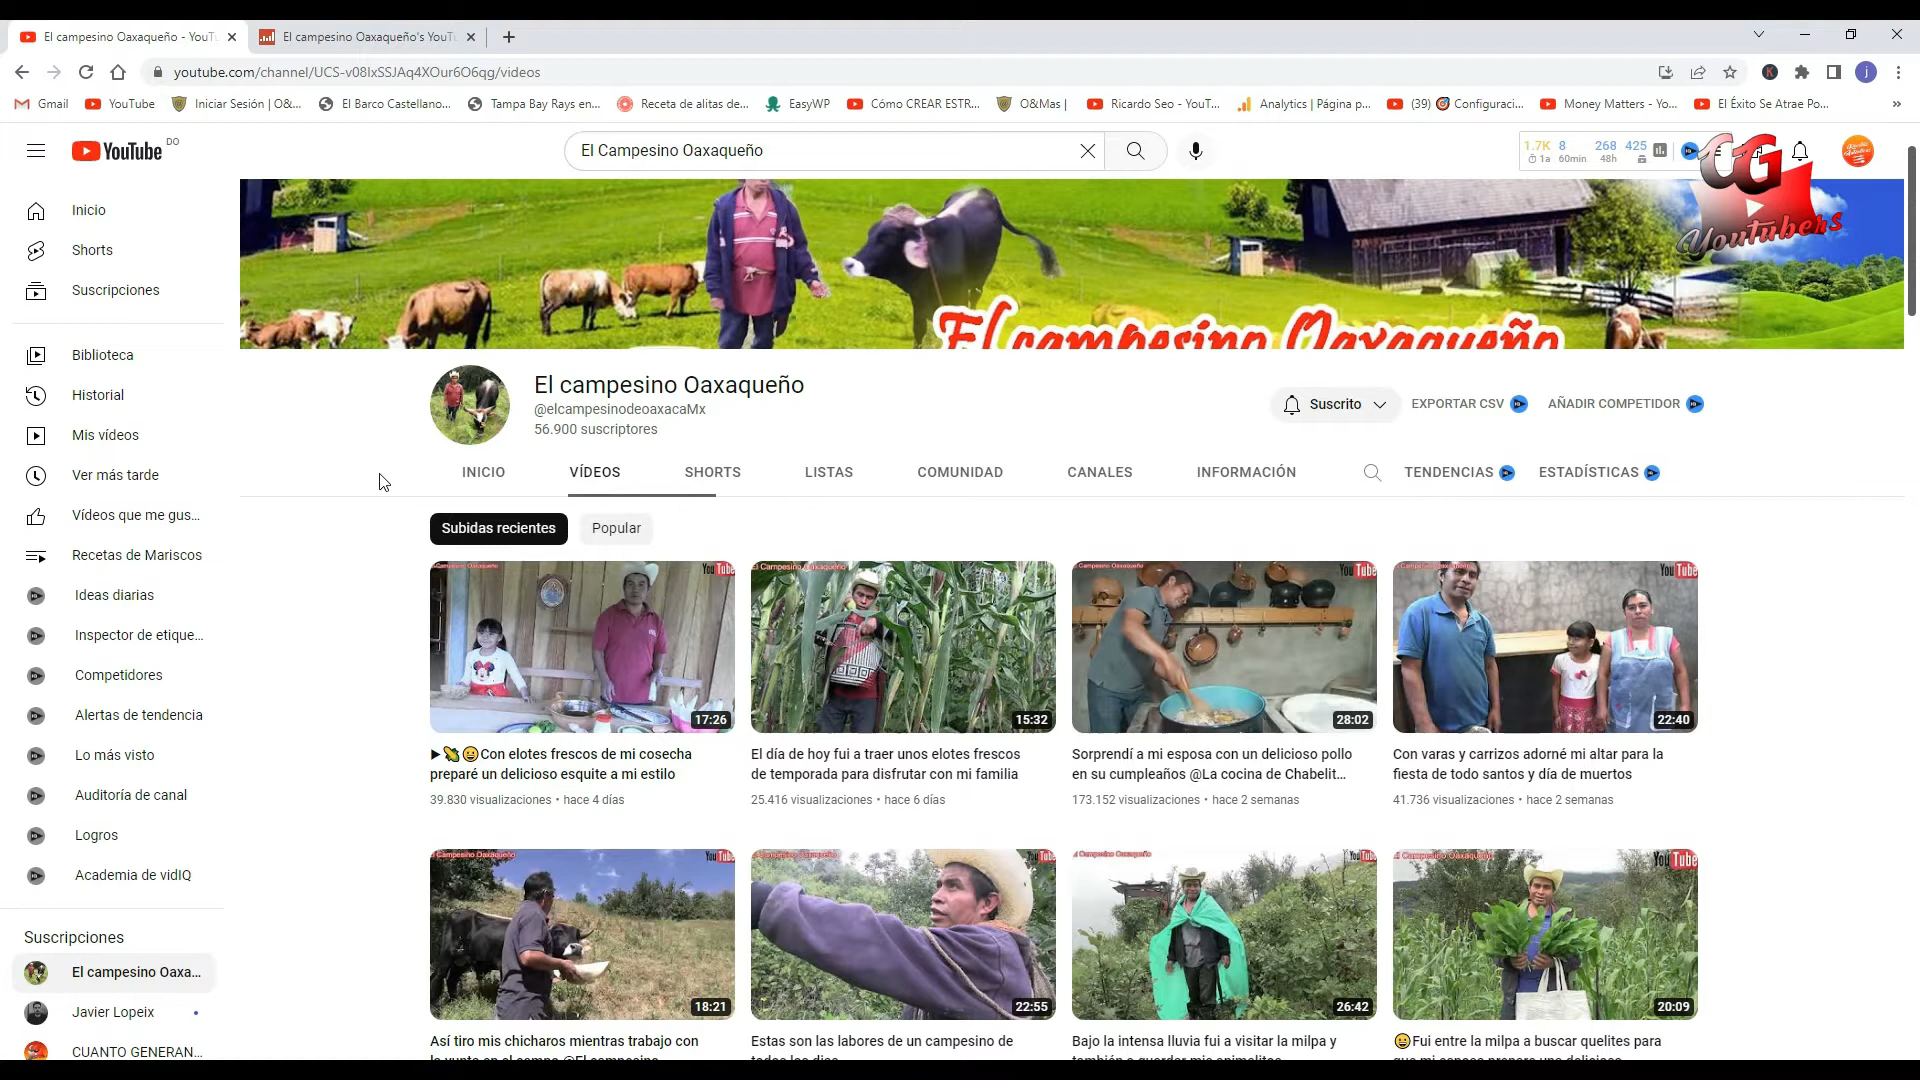 El campesino Oaxaqueño - YouT
El campesino Oaxaqueño's YouT
youtube.com/channel/UCS-v08IxSSJAq4XOur6O6qg/videos
Gmail
YouTube
Iniciar Sesión | O&...
El Barco Castellano...
Tampa Bay Rays en...
Receta de alitas de...
EasyWP
Cómo CREAR ESTR...
O&Mas |
Ricardo Seo - YouT...
Analytics | Página p...
(39) Configuraci...
Money Matters - Yo...
El Éxito Se Atrae Po...
YouTube DO
El Campesino Oaxaqueño
1.7K 8 268 425
1a 60min 48h
CG
Youtubers
Inicio
Shorts
Suscripciones
Biblioteca
Historial
Mis vídeos
Ver más tarde
Vídeos que me gus...
Recetas de Mariscos
Ideas diarias
Inspector de etique...
Competidores
Alertas de tendencia
Lo más visto
Auditoría de canal
Logros
Academia de vidIQ
Suscripciones
El campesino Oaxa...
Javier Lopeix
CUANTO GENERAN...
El campesino Oaxaqueño
El campesino Oaxaqueño
@elcampesinodeoaxacaMx
56.900 suscriptores
Suscrito
EXPORTAR CSV
AÑADIR COMPETIDOR
INICIO
VÍDEOS
SHORTS
LISTAS
COMUNIDAD
CANALES
INFORMACIÓN
TENDENCIAS
ESTADÍSTICAS
Subidas recientes
Popular
17:26
Con elotes frescos de mi cosecha
preparé un delicioso esquite a mi estilo
39.830 visualizaciones • hace 4 días
15:32
El día de hoy fui a traer unos elotes frescos
de temporada para disfrutar con mi familia
25.416 visualizaciones • hace 6 días
28:02
Sorprendí a mi esposa con un delicioso pollo
en su cumpleaños @La cocina de Chabelit...
173.152 visualizaciones • hace 2 semanas
22:40
Con varas y carrizos adorné mi altar para la
fiesta de todo santos y día de muertos
41.736 visualizaciones • hace 2 semanas
18:21
Así tiro mis chicharos mientras trabajo con
22:55
Estas son las labores de un campesino de
26:42
Bajo la intensa lluvia fui a visitar la milpa y
20:09
Fui entre la milpa a buscar quelites para